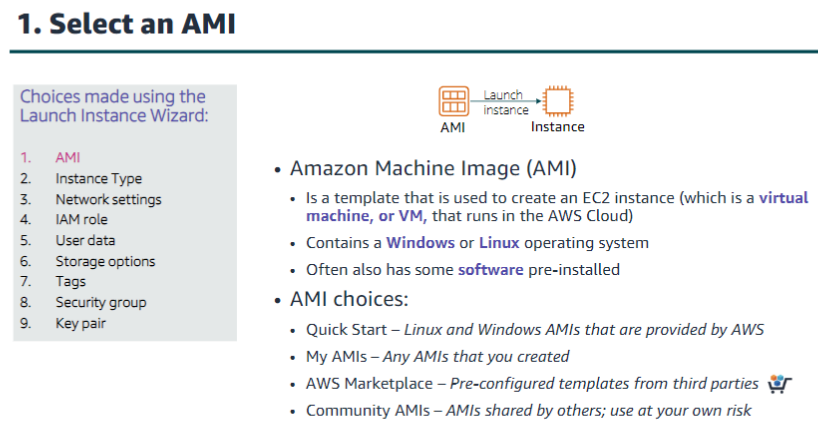 1. Select an AMI
Choices made using the
Launch Instance Wizard:
1. AMI
2. Instance Type
3. Network settings
4. IAM role
5. User data
6. Storage options
7. Tags
8. Security group
9. Key pair
Launch
instance
AMI
Instance
• Amazon Machine Image (AMI)
• Is a template that is used to create an EC2 instance (which is a virtual
machine, or VM, that runs in the AWS Cloud)
• Contains a Windows or Linux operating system
• Often also has some software pre-installed
• AMI choices:
• Quick Start – Linux and Windows AMIs that are provided by AWS
• My AMIs – Any AMIs that you created
• AWS Marketplace – Pre-configured templates from third parties
• Community AMIs – AMIs shared by others; use at your own risk